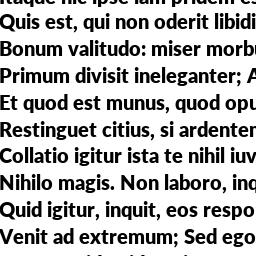 Quis est, qui non oderit libidi
Bonum valitudo: miser morbu
Primum divisit ineleganter; A
Et quod est munus, quod opu
Restinguet citius, si ardenter
Collatio igitur ista te nihil iuv
Nihilo magis. Non laboro, inq
Quid igitur, inquit, eos respo
Venit ad extremum; Sed ego